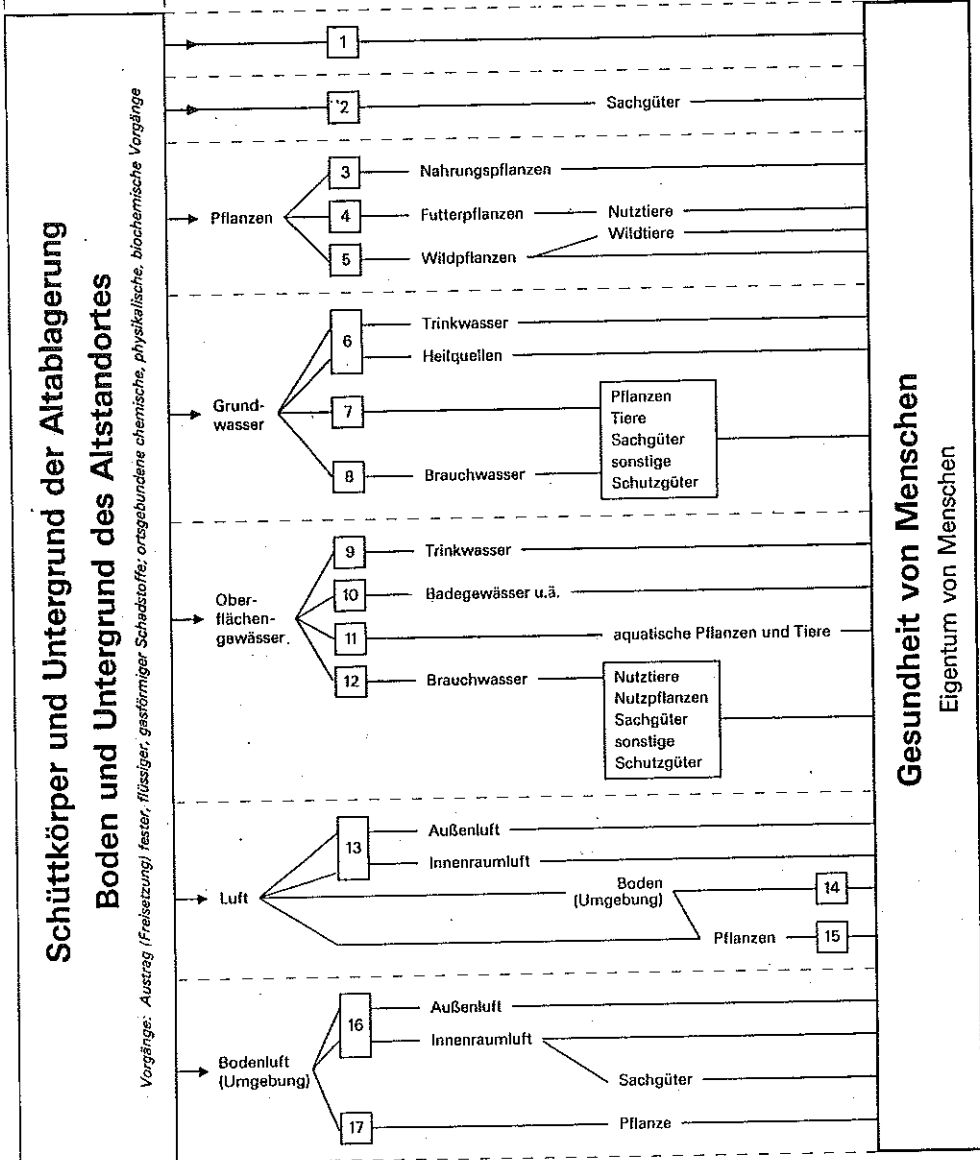 Schüttkörper und Untergrund der Altablagerung
Boden und Untergrund des Altstandortes
Vorgänge: Austrag (Freisetzung) fester, flüssiger, gasförmiger Schadstoffe; ortsgebundene chemische, physikalische, biochemische Vorgänge
1
2
Sachgüter
Pflanzen
3
Nahrungspflanzen
4
Futterpflanzen
Nutztiere
Wildtiere
5
Wildpflanzen
Grund-
wasser
6
Trinkwasser
Heilquellen
7
Pflanzen
Tiere
Sachgüter
sonstige
Schutzgüter
8
Brauchwasser
Ober-
flächen-
gewässer
9
Trinkwasser
10
Badegewässer u.ä.
11
aquatische Pflanzen und Tiere
12
Brauchwasser
Nutztiere
Nutzpflanzen
Sachgüter
sonstige
Schutzgüter
Luft
13
Außenluft
Innenraumluft
Boden
(Umgebung)
14
Pflanzen
15
Bodenluft
(Umgebung)
16
Außenluft
Innenraumluft
Sachgüter
17
Pflanze
Gesundheit von Menschen
Eigentum von Menschen